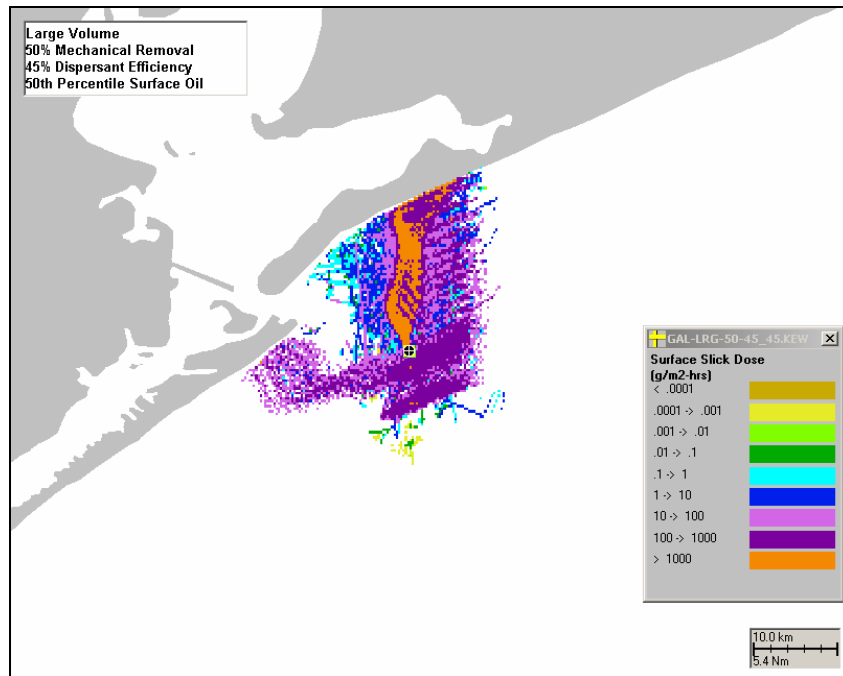 Large Volume
50% Mechanical Removal
45% Dispersant Efficiency
50th Percentile Surface Oil
GAL-LRG-50-45_45.KEW
Surface Slick Dose
(g/m2-hrs)
< .0001
.0001 -> .001
.001 -> .01
.01 -> .1
.1 -> 1
1 -> 10
10 -> 100
100 -> 1000
> 1000
10.0 km
5.4 Nm